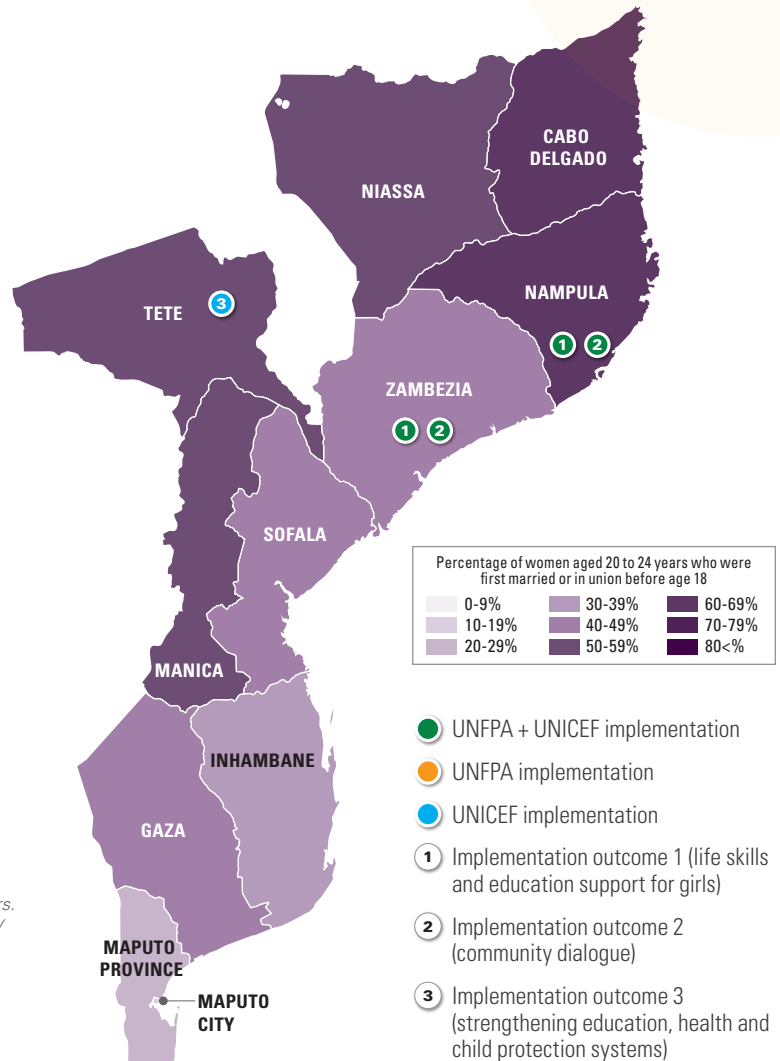 CABO
DELGADO
NIASSA
NAMPULA
1 2
TETE 3
ZAMBEZIA
1 2
SOFALA
MANICA
INHAMBANE
GAZA
MAPUTO
PROVINCE
MAPUTO
CITY
Percentage of women aged 20 to 24 years who were
first married or in union before age 18
0-9% 30-39% 60-69%
10-19% 40-49% 70-79%
20-29% 50-59% 80<%
UNFPA + UNICEF implementation
UNFPA implementation
UNICEF implementation
1 Implementation outcome 1 (life skills
and education support for girls)
2 Implementation outcome 2
(community dialogue)
3 Implementation outcome 3
(strengthening education, health and
child protection systems)